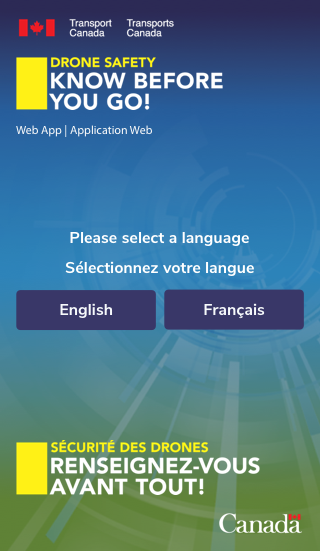 Transport Canada
Transports Canada
DRONE SAFETY
KNOW BEFORE
YOU GO!
Web App | Application Web
Please select a language
Sélectionnez votre langue
English
Français
SÉCURITÉ DES DRONES
RENSEIGNEZ-VOUS
AVANT TOUT!
Canada